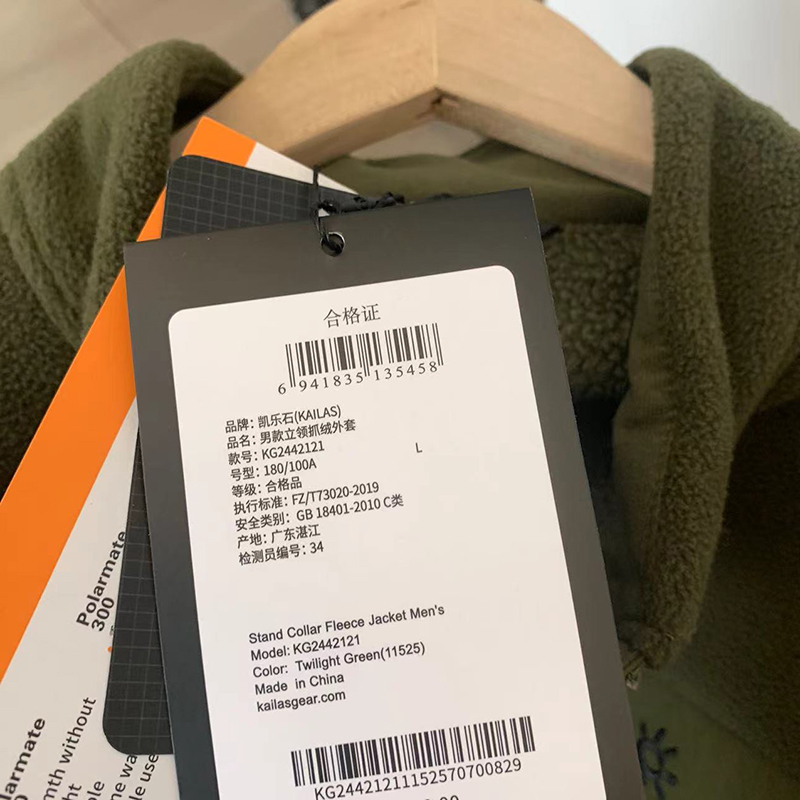 合格证
6 941835 135458
品牌: 凯乐石(KAILAS)
品名: 男款立领抓绒外套
款号: KG2442121
号型: 180/100A L
等级: 合格品
执行标准: FZ/T73020-2019
安全类别: GB 18401-2010 C类
产地: 广东湛江
检测员编号: 34
Stand Collar Fleece Jacket Men's
Model: KG2442121
Color: Twilight Green(11525)
Made in China
kailasgear.com
KG24421211152570700829
Polarmate
300